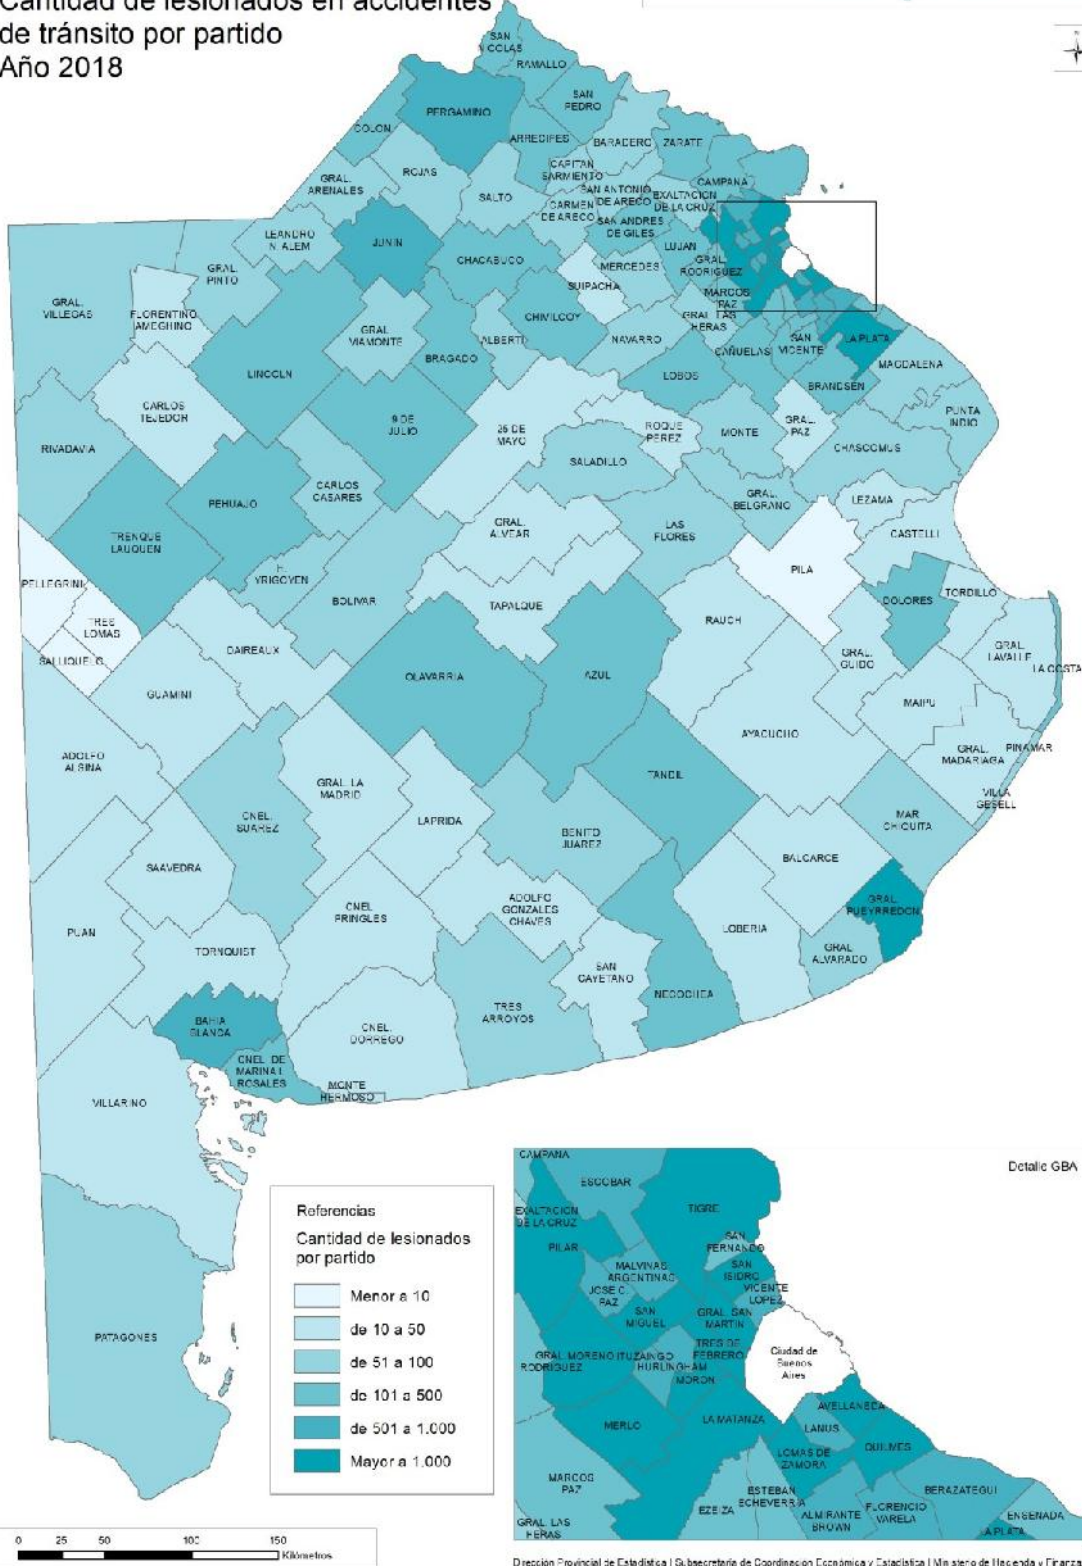 Cantidad de lesionados en accidentes
de tránsito por partido
Año 2018
SAN
NICOLAS
RAMALLO
SAN
PEDRO
PERGAMINO
COLON
ARRECIFES
BARADERO
ZARATE
ROJAS
CAPITAN
SARMIENTO
GRAL.
ARENALES
SALTO
SAN ANTONIO
DE ARECO
CAMPANA
EXALTACION
DE LA CRUZ
CARMEN
DE ARECO
SAN ANDRES
DE GILES
LEANDRO
N. ALEM
JUNIN
CHACABUCO
LUJAN
GRAL.
RODRIGUEZ
MERCEDES
SUIPACHA
GRAL.
PINTO
GRAL.
VILLEGAS
FLORENTINO
AMEGHINO
MARCOS
PAZ
GRAL. LAS
HERAS
CHIVILCOY
GRAL.
VIAMONTE
ALBERTI
NAVARRO
BRAGADO
CAÑUELAS
SAN
VICENTE
LA PLATA
MAGDALENA
LINCOLN
LOBOS
BRANDSEN
CARLOS
TEJEDOR
9 DE
JULIO
25 DE
MAYO
ROQUE
PEREZ
MONTE
GRAL.
PAZ
PUNTA
INDIO
CHASCOMUS
RIVADAVIA
SALADILLO
PEHUAJO
CARLOS
CASARES
GRAL.
BELGRANO
LEZAMA
TRENQUE
LAUQUEN
GRAL.
ALVEAR
LAS
FLORES
CASTELLI
PELLEGRINI
H.
YRIGOYEN
PILA
TORDILLO
BOLIVAR
TAPALQUE
DOLORES
TRES
LOMAS
RAUCH
SALLIQUELO
DAIREAUX
GRAL.
GUIDO
GRAL.
LAVALLE
LA COSTA
GUAMINI
OLAVARRIA
AZUL
MAIPU
AYACUCHO
ADOLFO
ALSINA
GRAL.
MADARIAGA
PINAMAR
GRAL. LA
MADRID
TANDIL
VILLA
GESELL
CNEL.
SUAREZ
LAPRIDA
BENITO
JUAREZ
MAR
CHIQUITA
SAAVEDRA
BALCARCE
CNEL.
PRINGLES
ADOLFO
GONZALES
CHAVES
GRAL.
PUEYRREDON
PUAN
TORNQUIST
LOBERIA
GRAL.
ALVARADO
SAN
CAYETANO
NECOCHEA
TRES
ARROYOS
BAHIA
BLANCA
CNEL.
DORREGO
CNEL. DE
MARINA L.
ROSALES
MONTE
HERMOSO
VILLARINO
PATAGONES
Referencias
Cantidad de lesionados
por partido
Menor a 10
de 10 a 50
de 51 a 100
de 101 a 500
de 501 a 1.000
Mayor a 1.000
0 25 50 100 150
Kilómetros
Detalle GBA
CAMPANA
ESCOBAR
EXALTACION
DE LA CRUZ
TIGRE
PILAR
SAN
FERNANDO
MALVINAS
ARGENTINAS
SAN
ISIDRO
JOSE C.
PAZ
VICENTE
LOPEZ
SAN
MIGUEL
GRAL. SAN
MARTIN
GRAL.
RODRIGUEZ
MORENO
ITUZAINGO
HURLINGHAM
TRES DE
FEBRERO
MORON
Ciudad de
Buenos
Aires
MERLO
LA MATANZA
AVELLANEDA
LANUS
LOMAS DE
ZAMORA
QUILMES
MARCOS
PAZ
EZEIZA
ESTEBAN
ECHEVERRIA
ALMIRANTE
BROWN
FLORENCIO
VARELA
BERAZATEGUI
ENSENADA
LA PLATA
GRAL. LAS
HERAS
Dirección Provincial de Estadística | Subsecretaría de Coordinación Económica y Estadística | Ministerio de Hacienda y Finanzas